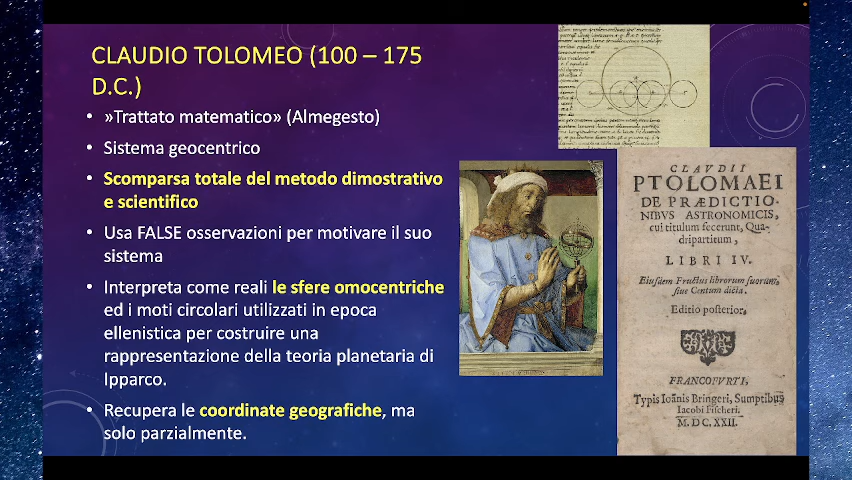 CLAUDIO TOLOMEO (100 – 175
D.C.)
• »Trattato matematico» (Almegesto)
• Sistema geocentrico
• Scomparsa totale del metodo dimostrativo
e scientifico
• Usa FALSE osservazioni per motivare il suo
sistema
• Interpreta come reali le sfere omocentriche
ed i moti circolari utilizzati in epoca
ellenistica per costruire una
rappresentazione della teoria planetaria di
Ipparco.
• Recupera le coordinate geografiche, ma
solo parzialmente.
CLAVDII
PTOLOMAEI
DE PRÆDICTIO-
NIBVS ASTRONOMICIS,
cui titulum fecerunt, Qua-
dripartitum,
LIBRI IV.
Eiusdem Fructus librorum suorum,
siue Centum dicta.
Editio posterior,
FRANCOFVRTI,
Typis Ioānis Bringeri, Sumptibus
Iacobi Fischeri.
M. DC. XXII.